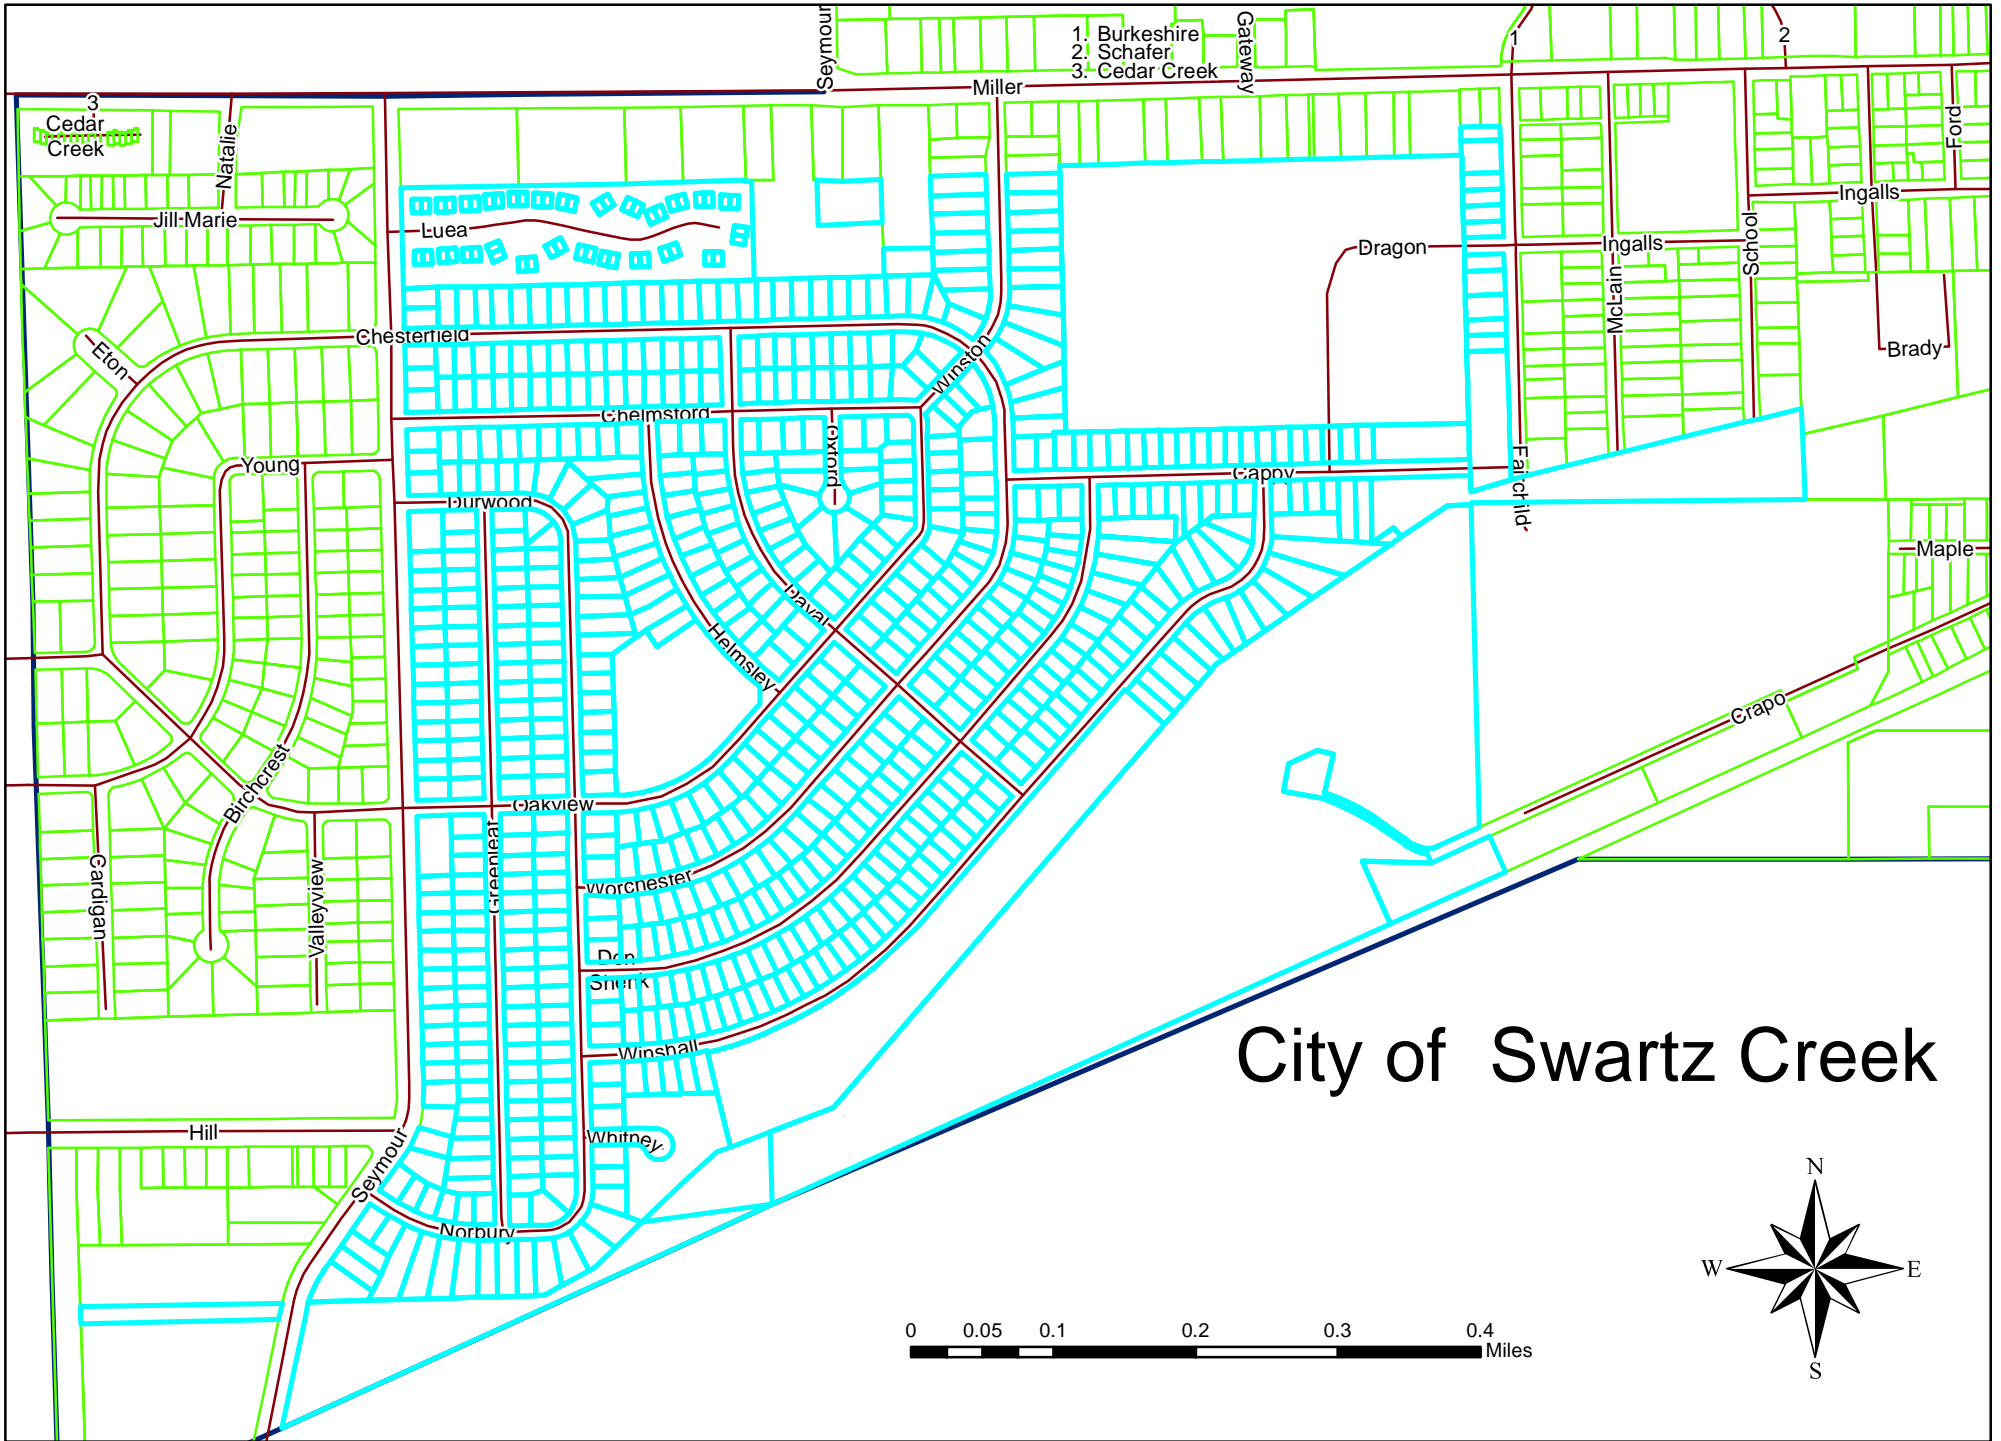 Seymour
Gateway
1. Burkeshire
2. Schafer
3. Cedar Creek
1
2
Miller
3
Cedar
Creek
Natalie
Ford
Jill Marie
Luea
Ingalls
Dragon
Ingalls
School
McLain
Chesterfield
Eton
Winston
Brady
Chelmsford
Oxford
Young
Durwood
Cappy
Fairchild
Maple
Daval
Helmsley
Crapo
Birchcrest
Oakview
Greenleaf
Cardigan
Valleyview
Worchester
Don
Shenk
Winshall
City of Swartz Creek
Hill
Seymour
Whitney
Norbury
N
W
E
S
0 0.05 0.1 0.2 0.3 0.4
Miles